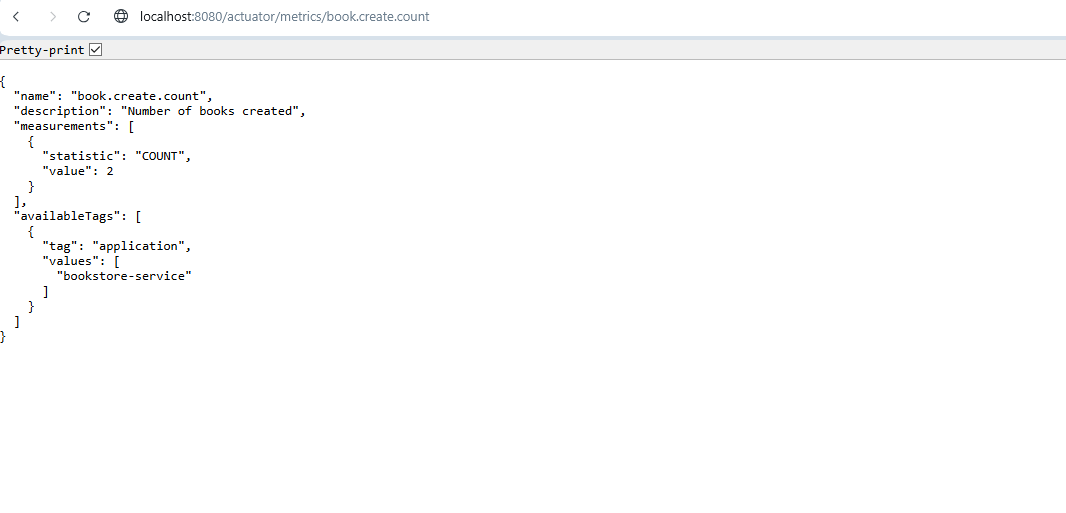 localhost:8080/actuator/metrics/book.create.count
Pretty-print
{
  "name": "book.create.count",
  "description": "Number of books created",
  "measurements": [
    {
      "statistic": "COUNT",
      "value": 2
    }
  ],
  "availableTags": [
    {
      "tag": "application",
      "values": [
        "bookstore-service"
      ]
    }
  ]
}